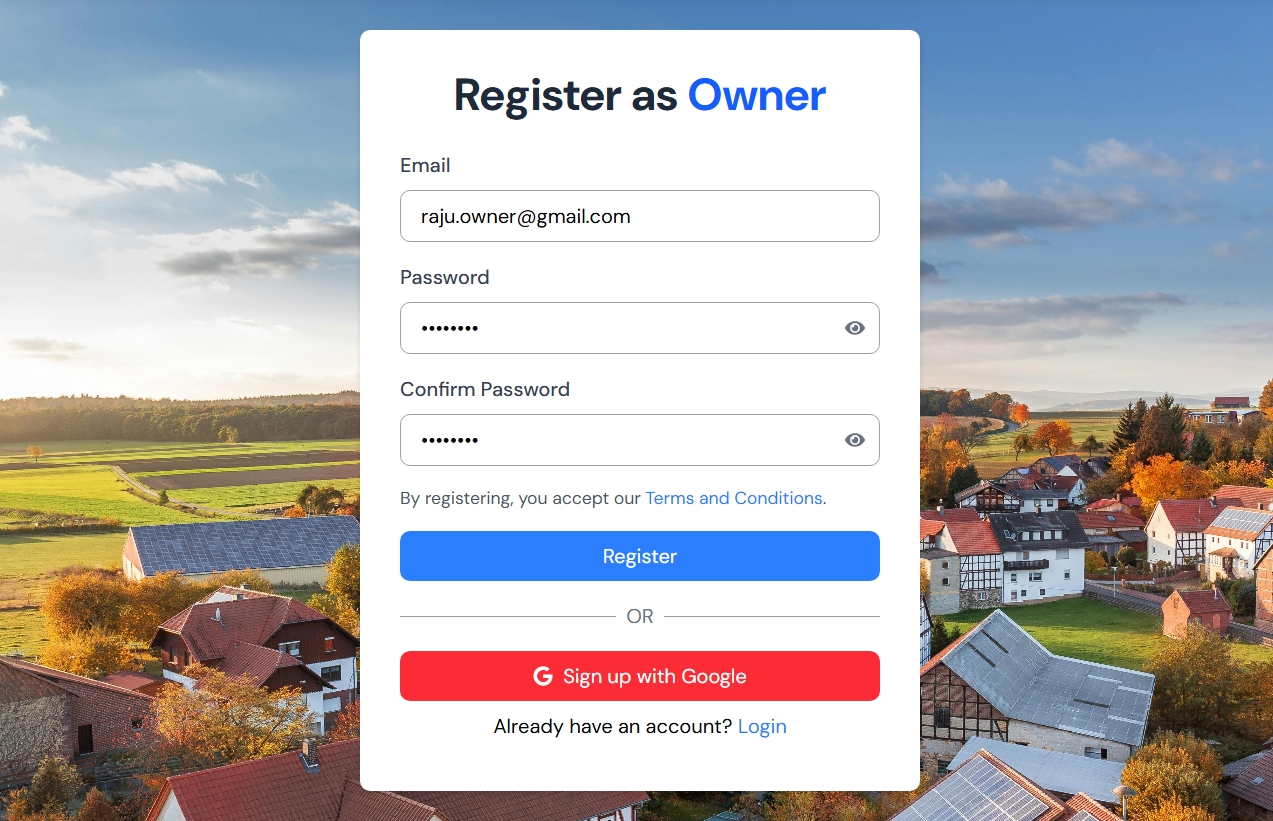 Register as Owner
Email
raju.owner@gmail.com
Password
••••••••
Confirm Password
••••••••
By registering, you accept our Terms and Conditions.
Register
OR
Sign up with Google
Already have an account? Login